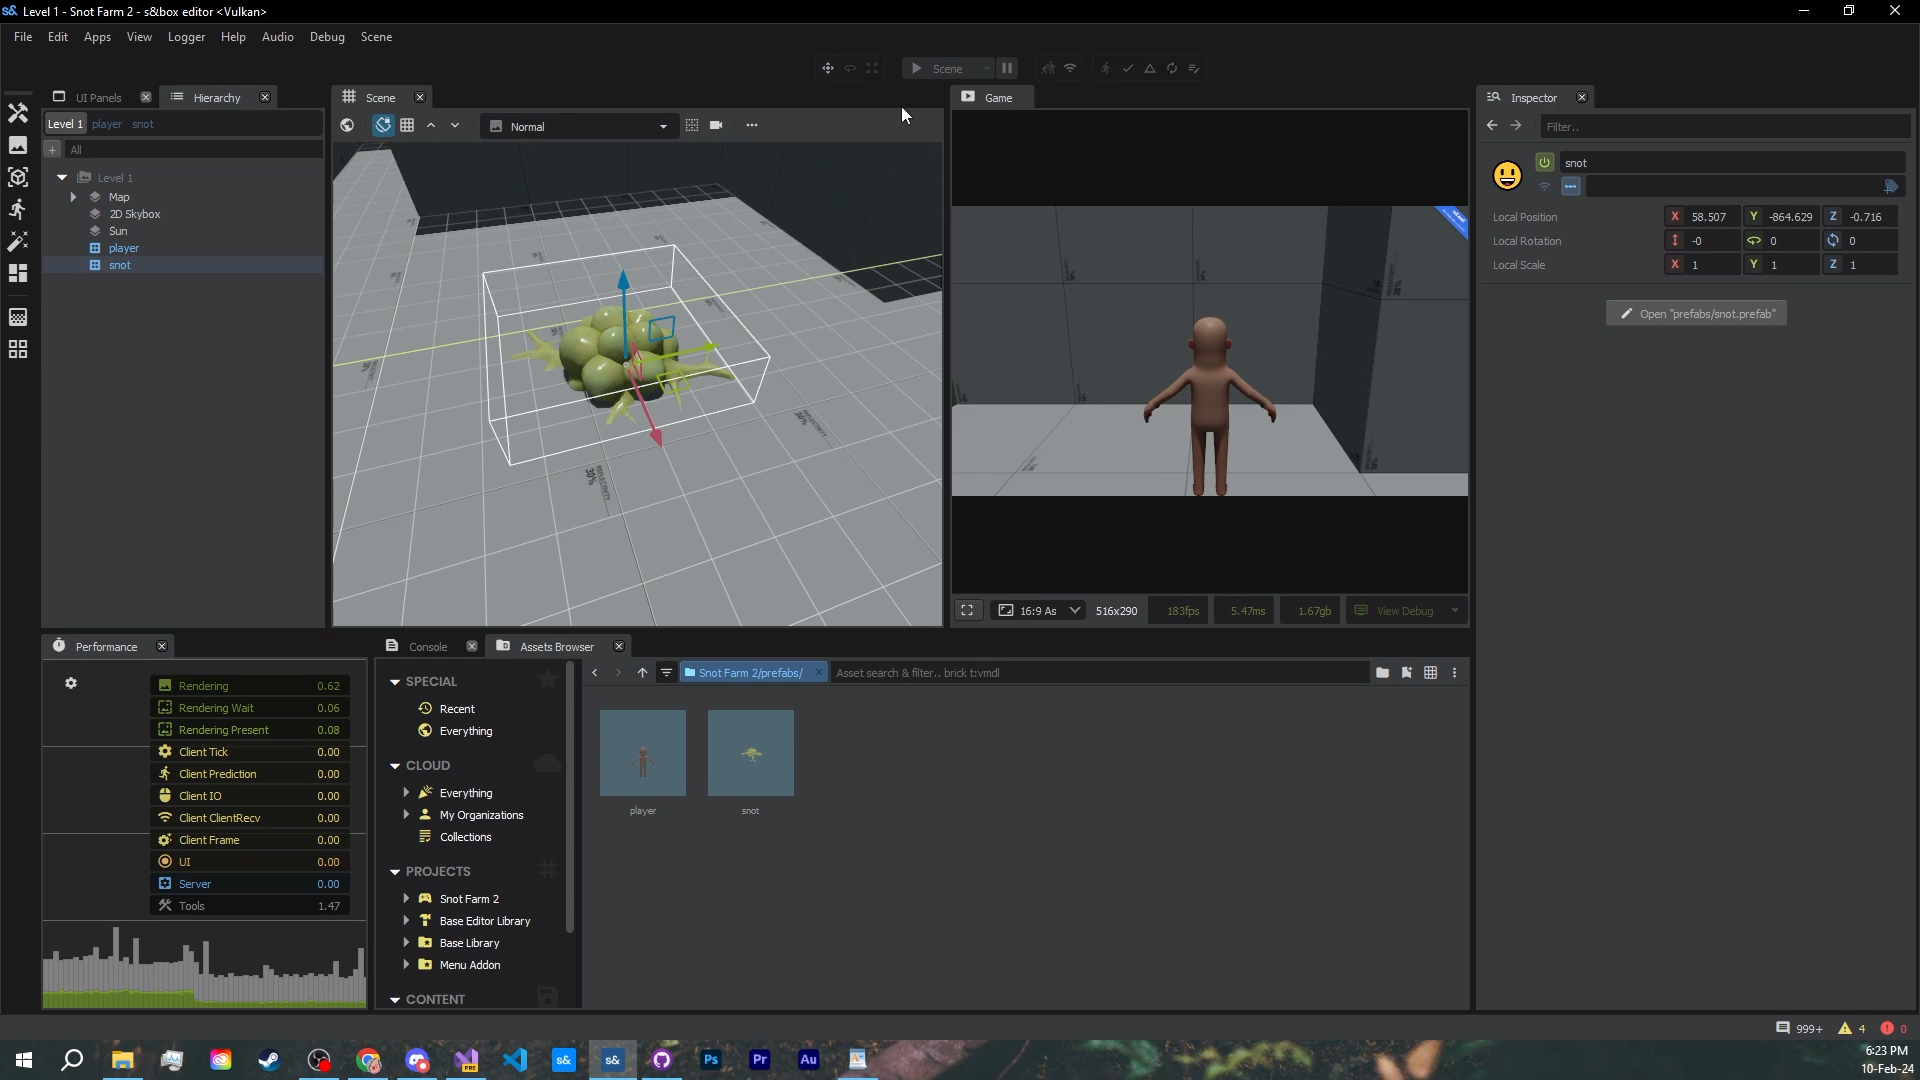 s& Level 1 - Snot Farm 2 - s&box editor <Vulkan>
File Edit Apps View Logger Help Audio Debug Scene
Scene
UI Panels Hierarchy
Level 1 player snot
All
Level 1
Map
2D Skybox
Sun
player
snot
Scene
Normal
30% REFLECTIVITY
30%
Game
16:9 As 516x290 183fps 5.47ms 1.67gb View Debug
Inspector
Filter..
snot
Local Position X 58.507 Y -864.629 Z -0.716
Local Rotation -0 0 0
Local Scale X 1 Y 1 Z 1
Open "prefabs/snot.prefab"
Performance
Rendering 0.62
Rendering Wait 0.06
Rendering Present 0.08
Client Tick 0.00
Client Prediction 0.00
Client IO 0.00
Client ClientRecv 0.00
Client Frame 0.00
UI 0.00
Server 0.00
Tools 1.47
Console Assets Browser
SPECIAL
Recent
Everything
CLOUD
Everything
My Organizations
Collections
PROJECTS
Snot Farm 2
Base Editor Library
Base Library
Menu Addon
CONTENT
Snot Farm 2/prefabs/ Asset search & filter.. brick t:vmdl
player
snot
999+ 4 0
PRE s& s& Ps Pr Au
6:23 PM
10-Feb-24